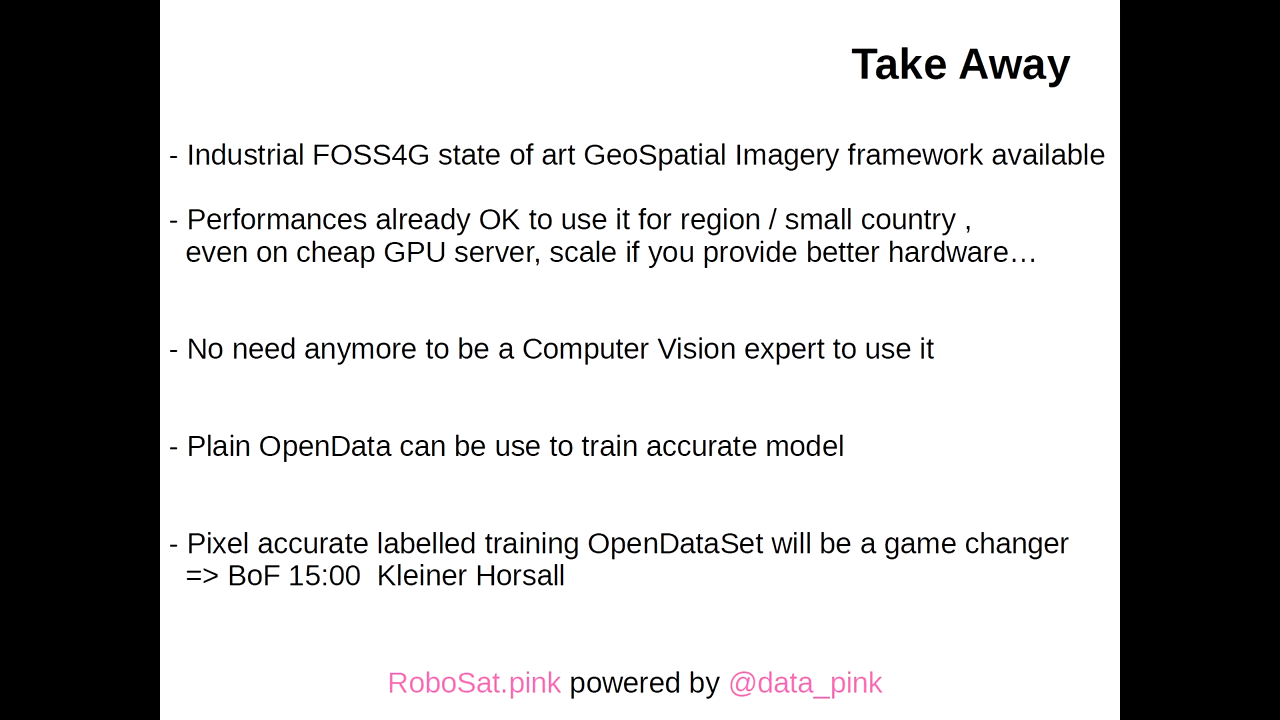 Take Away
- Industrial FOSS4G state of art GeoSpatial Imagery framework available
- Performances already OK to use it for region / small country ,
even on cheap GPU server, scale if you provide better hardware…
- No need anymore to be a Computer Vision expert to use it
- Plain OpenData can be use to train accurate model
- Pixel accurate labelled training OpenDataSet will be a game changer
=> BoF 15:00  Kleiner Horsall
RoboSat.pink powered by @data_pink